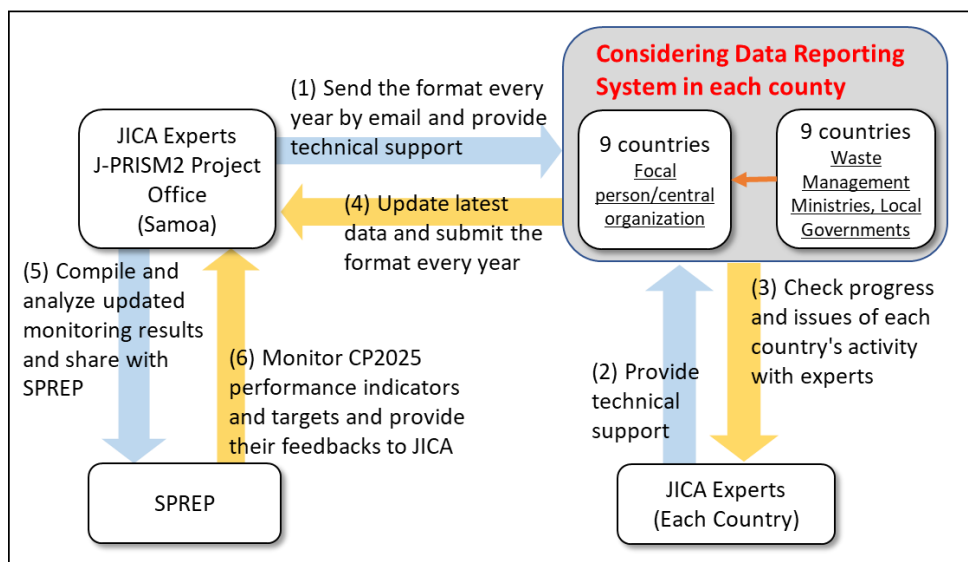 Considering Data Reporting
System in each county
(1) Send the format every
year by email and provide
technical support
JICA Experts
J-PRISM2 Project
Office
(Samoa)
9 countries
Focal
person/central
organization
9 countries
Waste
Management
Ministries, Local
Governments
(4) Update latest
data and submit the
format every year
(5) Compile and
analyze updated
monitoring results
and share with
SPREP
(6) Monitor CP2025
performance indicators
and targets and provide
their feedbacks to JICA
(2) Provide
technical
support
(3) Check progress
and issues of each
country's activity
with experts
SPREP
JICA Experts
(Each Country)